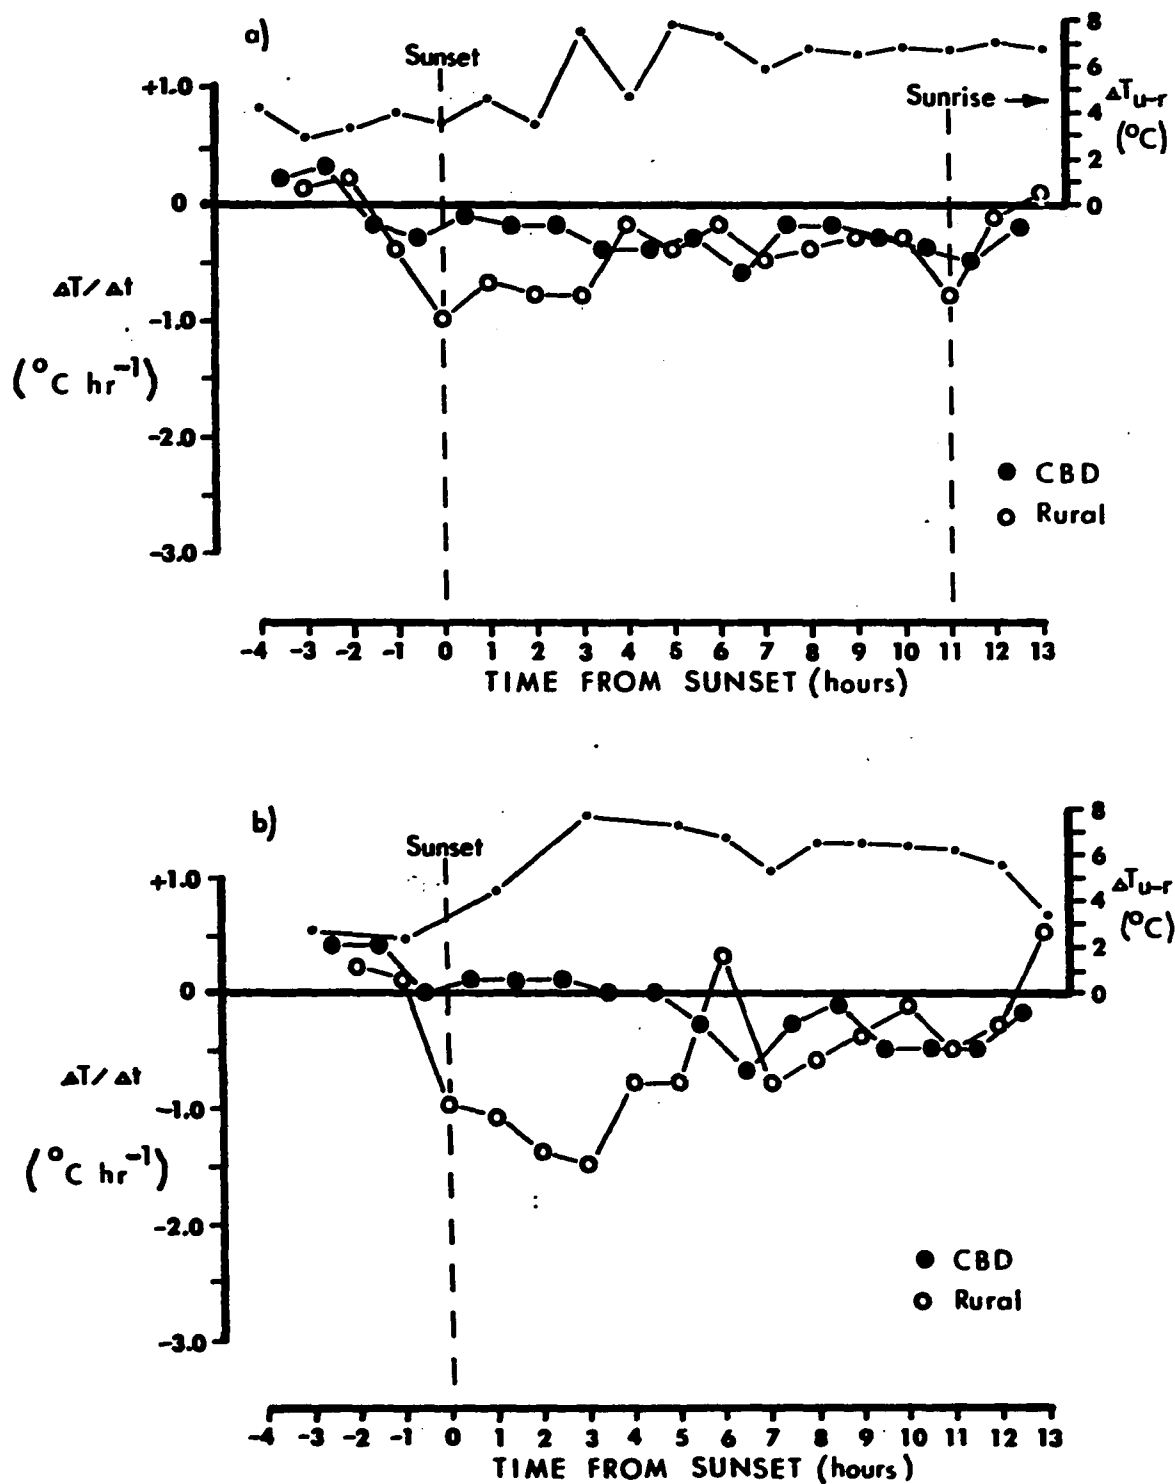 a)
Sunset
Sunrise →
+1.0
0
-1.0
-2.0
-3.0
ΔT/Δt
(°C hr⁻¹)
8
6
4
2
0
ΔTu-r
(°C)
● CBD
○ Rural
-4 -3 -2 -1 0 1 2 3 4 5 6 7 8 9 10 11 12 13
TIME FROM SUNSET (hours)
b)
Sunset
+1.0
0
-1.0
-2.0
-3.0
ΔT/Δt
(°C hr⁻¹)
8
6
4
2
0
ΔTu-r
(°C)
● CBD
○ Rural
-4 -3 -2 -1 0 1 2 3 4 5 6 7 8 9 10 11 12 13
TIME FROM SUNSET (hours)